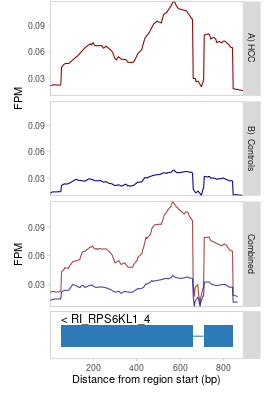 0.09
0.06
0.03
A) HCC
FPM
0.09
0.06
0.03
B) Controls
0.09
0.06
0.03
FPM
Combined
< RI_RPS6KL1_4
200 400 600 800
Distance from region start (bp)